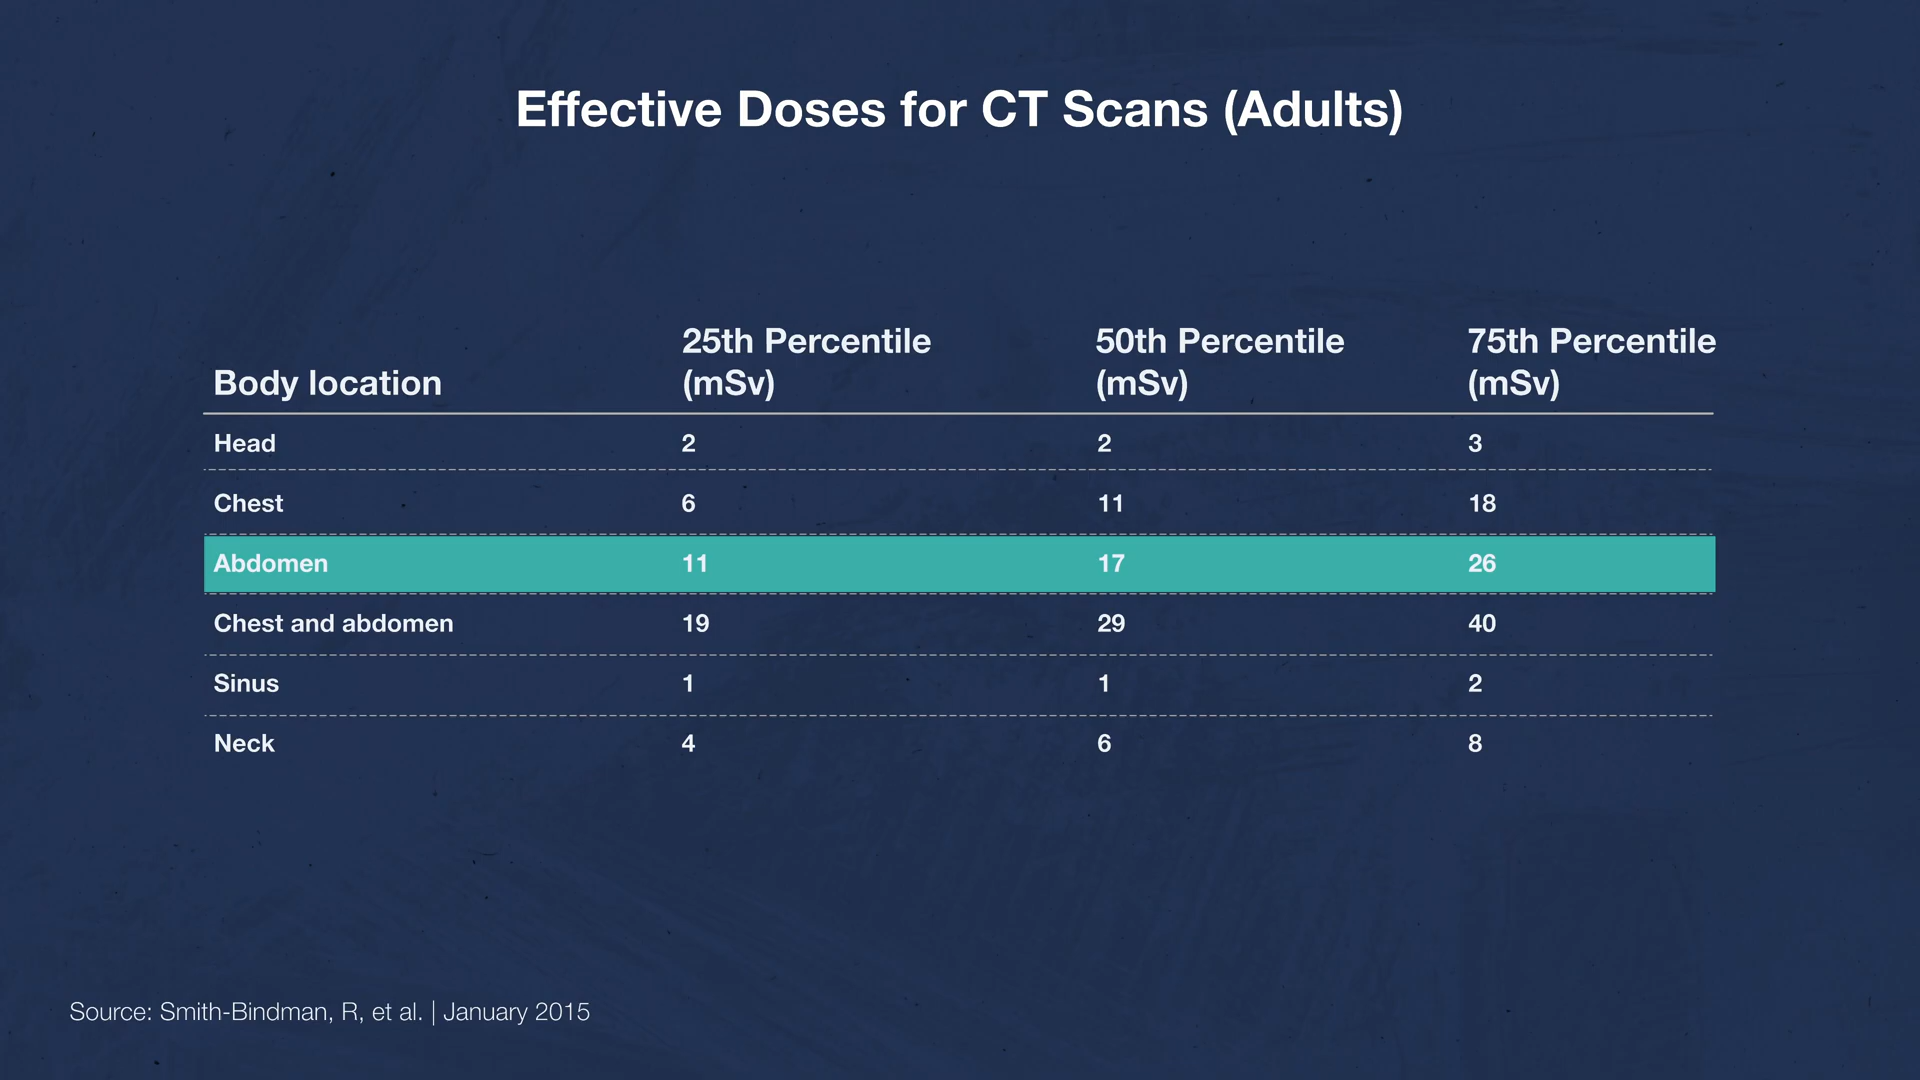 Effective Doses for CT Scans (Adults)
Body location 25th Percentile (mSv) 50th Percentile (mSv) 75th Percentile (mSv)
Head 2 2 3
Chest 6 11 18
Abdomen 11 17 26
Chest and abdomen 19 29 40
Sinus 1 1 2
Neck 4 6 8
Source: Smith-Bindman, R, et al. | January 2015